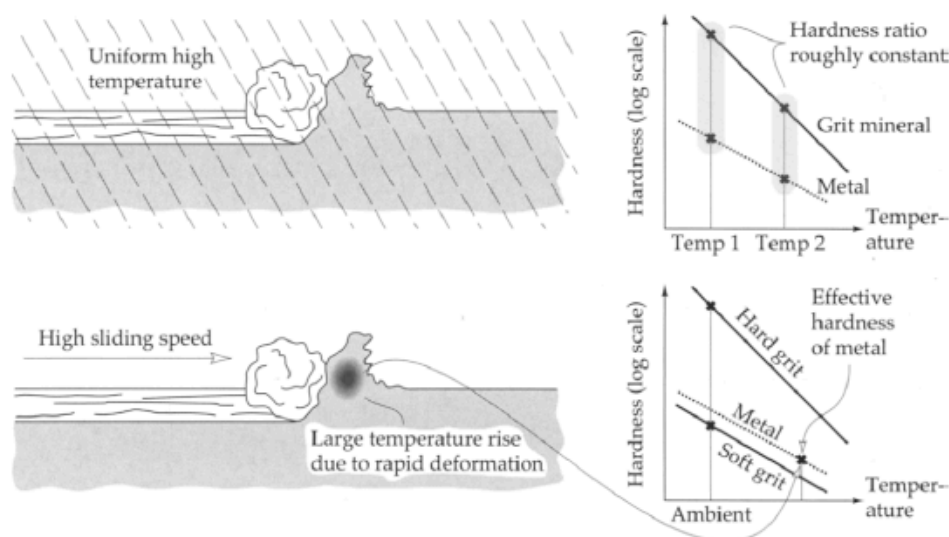 Uniform high
temperature
Hardness (log scale)
Hardness ratio
roughly constant
Grit mineral
Metal
Temp 1
Temp 2
Temper-
ature
High sliding speed
Large temperature rise
due to rapid deformation
Hardness (log scale)
Effective
hardness
of metal
Hard grit
Metal
Soft grit
Ambient
Temper-
ature